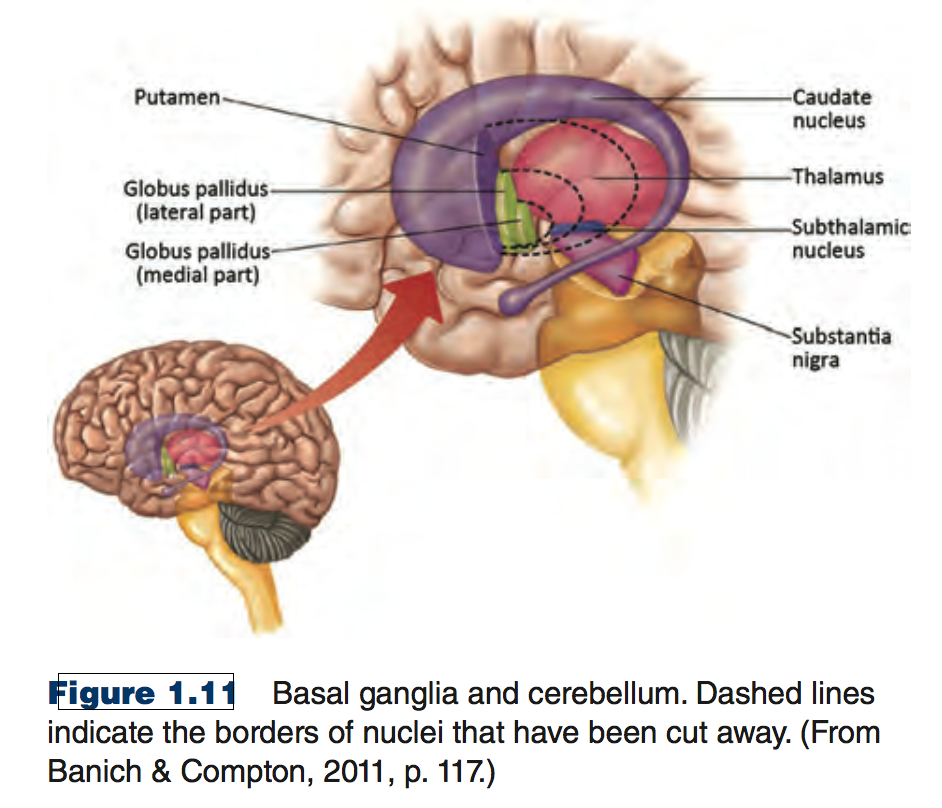 Putamen
Globus pallidus
(lateral part)
Globus pallidus
(medial part)
Caudate
nucleus
Thalamus
Subthalamic
nucleus
Substantia
nigra
Figure 1.11 Basal ganglia and cerebellum. Dashed lines
indicate the borders of nuclei that have been cut away. (From
Banich & Compton, 2011, p. 117.)